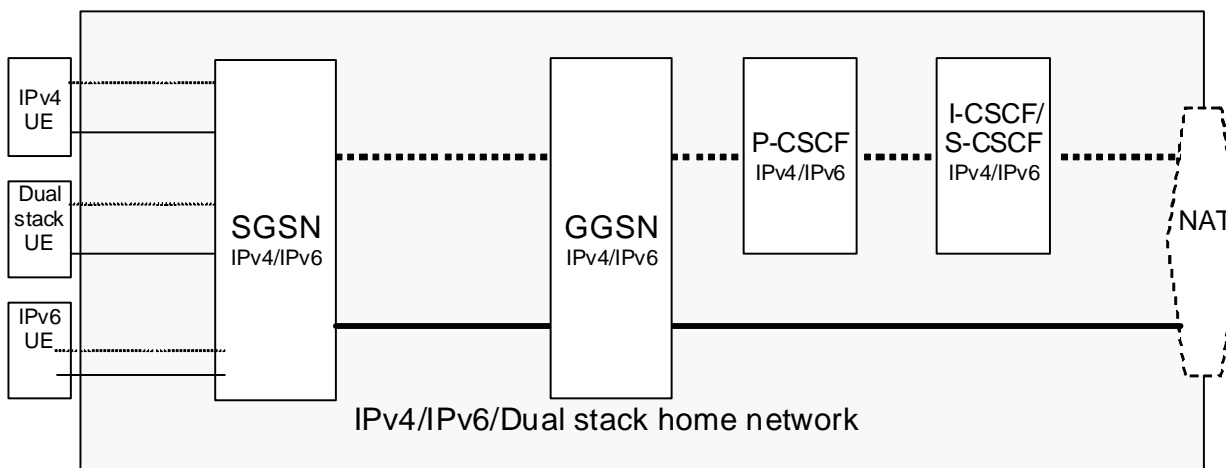 IPv4
UE
Dual
stack
UE
IPv6
UE
SGSN
IPv4/IPv6
GGSN
IPv4/IPv6
P-CSCF
IPv4/IPv6
I-CSCF/
S-CSCF
IPv4/IPv6
NAT
IPv4/IPv6/Dual stack home network